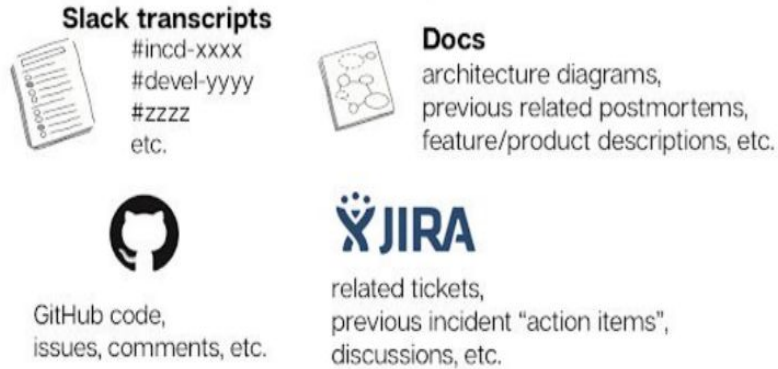 Slack transcripts
#incd-xxxx
#devel-yyyy
#zzzz
etc.
Docs
architecture diagrams,
previous related postmortems,
feature/product descriptions, etc.
GitHub code,
issues, comments, etc.
JIRA
related tickets,
previous incident “action items”,
discussions, etc.